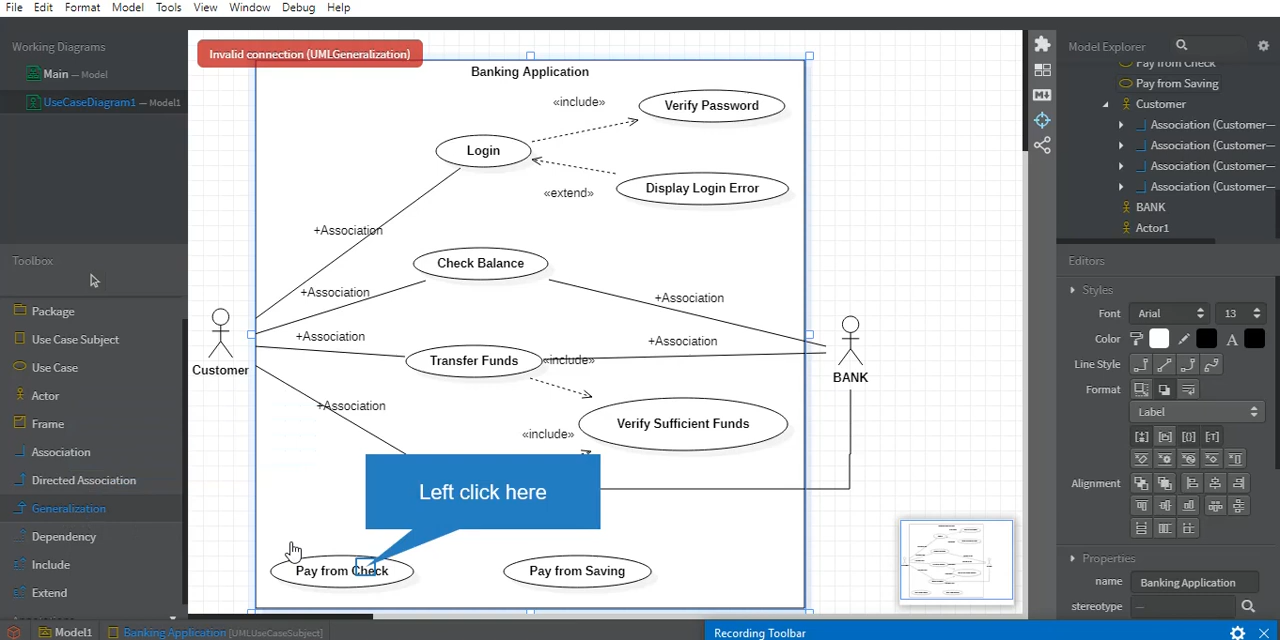 File Edit Format Model Tools View Window Debug Help
Working Diagrams
Main — Model
UseCaseDiagram1 — Model1
Toolbox
Package
Use Case Subject
Use Case
Actor
Frame
Association
Directed Association
Generalization
Dependency
Include
Extend
Invalid connection (UMLGeneralization)
Banking Application
«include»
Verify Password
Login
Display Login Error
«extend»
+Association
Check Balance
+Association
+Association
+Association
+Association
Transfer Funds
«include»
Customer
BANK
+Association
Verify Sufficient Funds
«include»
Left click here
Pay from Check
Pay from Saving
Model Explorer
Pay from Check
Pay from Saving
Customer
Association (Customer—
Association (Customer—
Association (Customer—
Association (Customer—
BANK
Actor1
Editors
Styles
Font Arial 13
Color A
Line Style
Format
Label
Alignment
Properties
name Banking Application
stereotype —
Model1 Banking Application [UMLUseCaseSubject]
Recording Toolbar